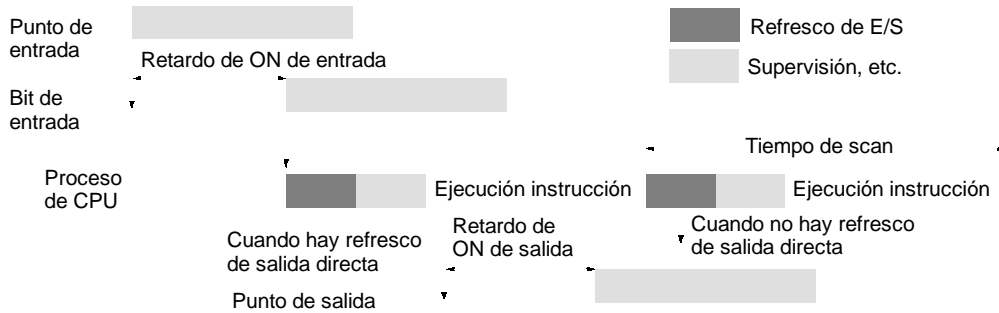 Punto de
entrada
Refresco de E/S
Retardo de ON de entrada
Supervisión, etc.
Bit de
entrada
Tiempo de scan
Proceso
de CPU
Ejecución instrucción
Ejecución instrucción
Cuando hay refresco
de salida directa
Retardo de
ON de salida
Cuando no hay refresco
de salida directa
Punto de salida